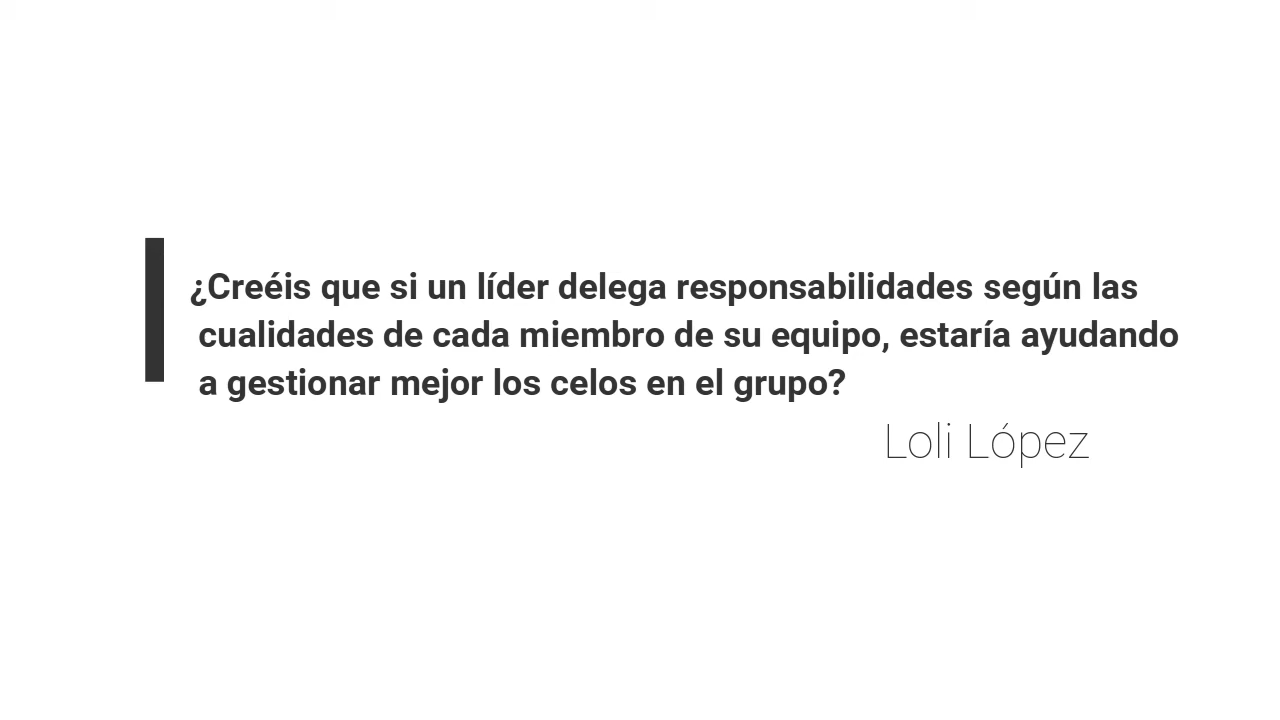 ¿Creéis que si un líder delega responsabilidades según las
cualidades de cada miembro de su equipo, estaría ayudando
a gestionar mejor los celos en el grupo?
Loli López